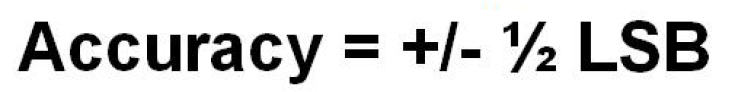 Accuracy = +/- ½ LSB